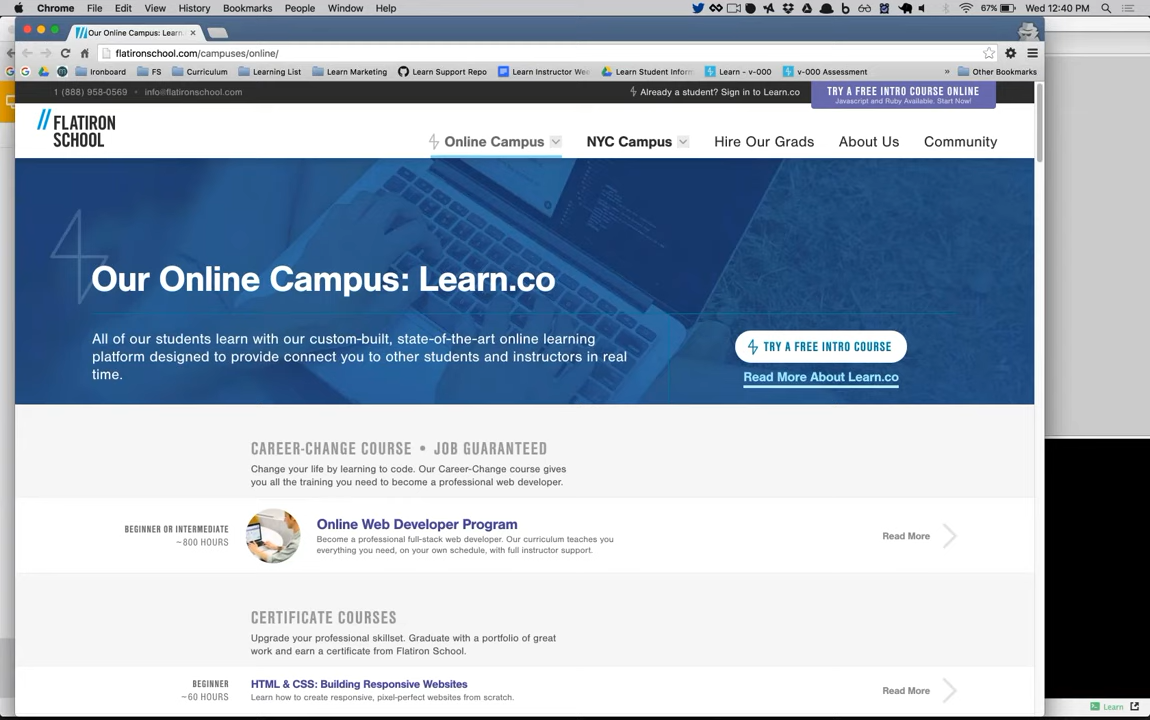 Chrome File Edit View History Bookmarks People Window Help 67% Wed 12:40 PM
Our Online Campus: Learn.
flatironschool.com/campuses/online/
Ironboard FS Curriculum Learning List Learn Marketing Learn Support Repo Learn Instructor We Learn Student Inform Learn - v-000 v-000 Assessment » Other Bookmarks
1 (888) 958-0569 • info@flatironschool.com Already a student? Sign in to Learn.co TRY A FREE INTRO COURSE ONLINE
Javascript and Ruby Available. Start Now!
FLATIRON
SCHOOL
Online Campus NYC Campus Hire Our Grads About Us Community
Our Online Campus: Learn.co
All of our students learn with our custom-built, state-of-the-art online learning
platform designed to provide connect you to other students and instructors in real
time.
TRY A FREE INTRO COURSE
Read More About Learn.co
CAREER-CHANGE COURSE • JOB GUARANTEED
Change your life by learning to code. Our Career-Change course gives
you all the training you need to become a professional web developer.
BEGINNER OR INTERMEDIATE
~800 HOURS
Online Web Developer Program
Become a professional full-stack web developer. Our curriculum teaches you
everything you need, on your own schedule, with full instructor support.
Read More
CERTIFICATE COURSES
Upgrade your professional skillset. Graduate with a portfolio of great
work and earn a certificate from Flatiron School.
BEGINNER
~60 HOURS
HTML & CSS: Building Responsive Websites
Learn how to create responsive, pixel-perfect websites from scratch.
Read More
Learn